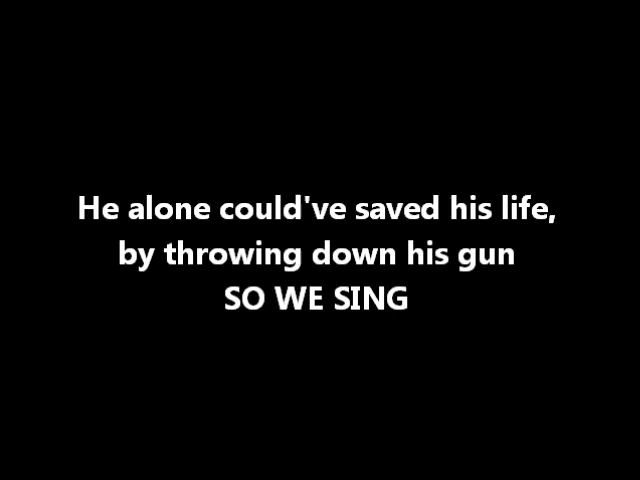 He alone could've saved his life,
by throwing down his gun
SO WE SING